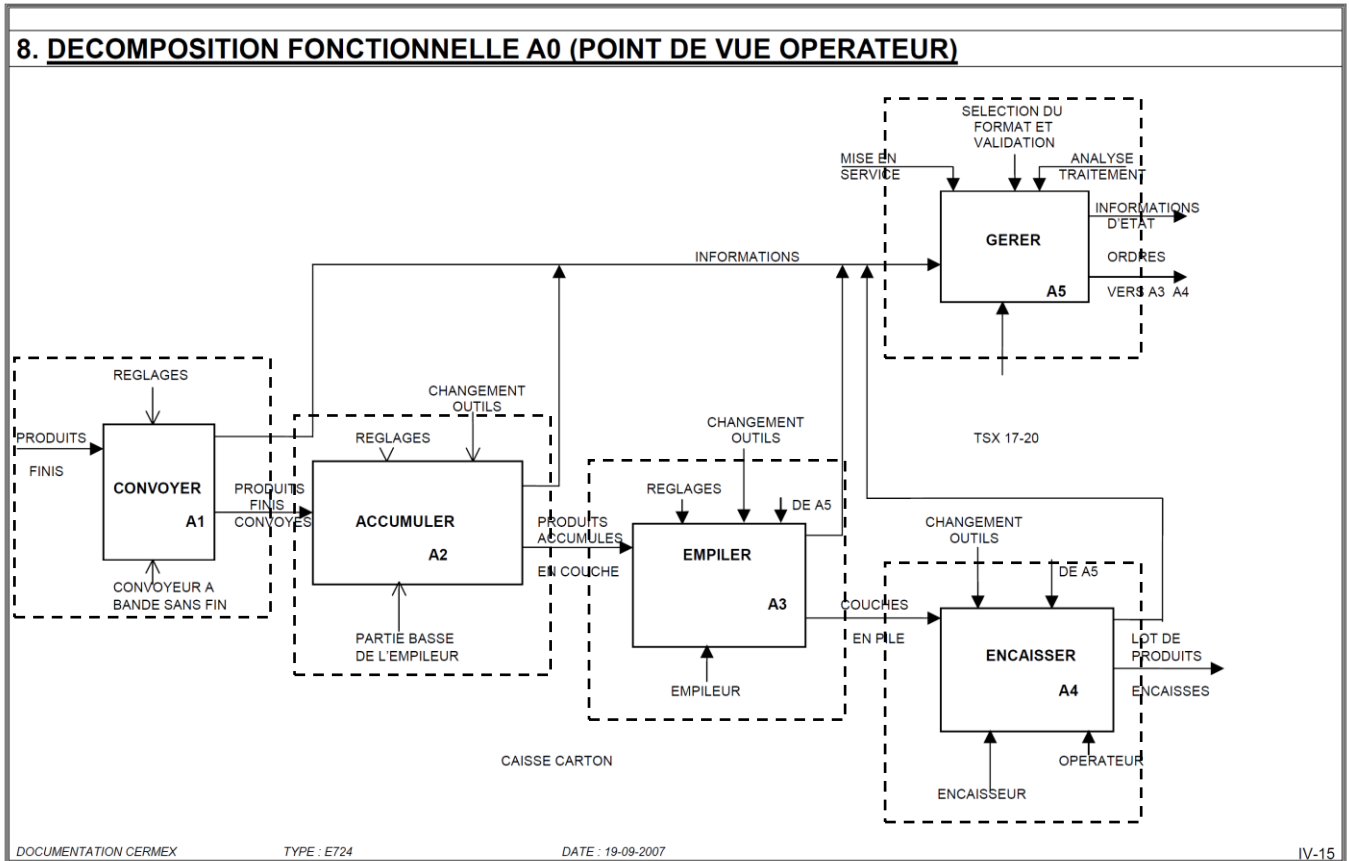 8. DECOMPOSITION FONCTIONNELLE A0 (POINT DE VUE OPERATEUR)
SELECTION DU
FORMAT ET
VALIDATION
MISE EN
SERVICE
ANALYSE
TRAITEMENT
INFORMATIONS
D'ETAT
GERER
ORDRES
A5
VERS A3 A4
INFORMATIONS
TSX 17-20
REGLAGES
PRODUITS
FINIS
CONVOYER
A1
CONVOYEUR A
BANDE SANS FIN
PRODUITS
FINIS
CONVOYES
CHANGEMENT
OUTILS
REGLAGES
ACCUMULER
A2
PARTIE BASSE
DE L'EMPILEUR
PRODUITS
ACCUMULES
EN COUCHE
CHANGEMENT
OUTILS
REGLAGES
DE A5
EMPILER
A3
EMPILEUR
COUCHES
EN PILE
CHANGEMENT
OUTILS
DE A5
ENCAISSER
A4
LOT DE
PRODUITS
ENCAISSES
OPERATEUR
ENCAISSEUR
CAISSE CARTON
DOCUMENTATION CERMEX TYPE : E724 DATE : 19-09-2007 IV-15